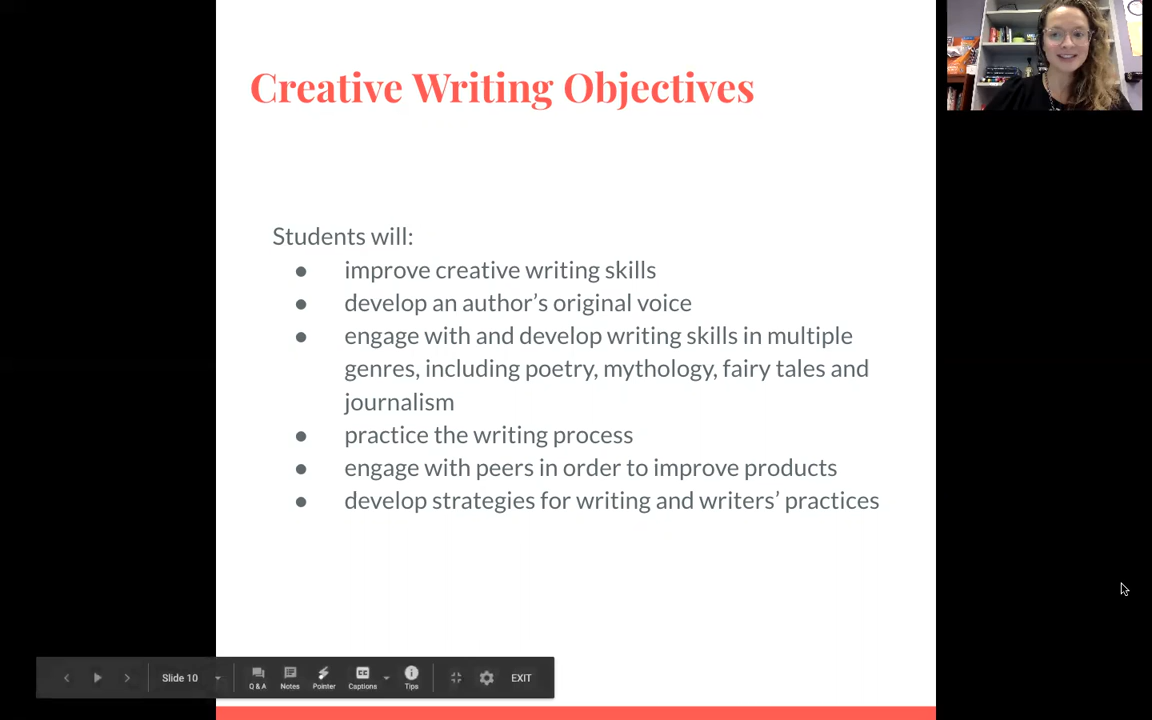 Creative Writing Objectives
Students will:
● improve creative writing skills
● develop an author’s original voice
● engage with and develop writing skills in multiple
genres, including poetry, mythology, fairy tales and
journalism
● practice the writing process
● engage with peers in order to improve products
● develop strategies for writing and writers’ practices
Slide 10
Q & A
Notes
Pointer
Captions
Tips
EXIT